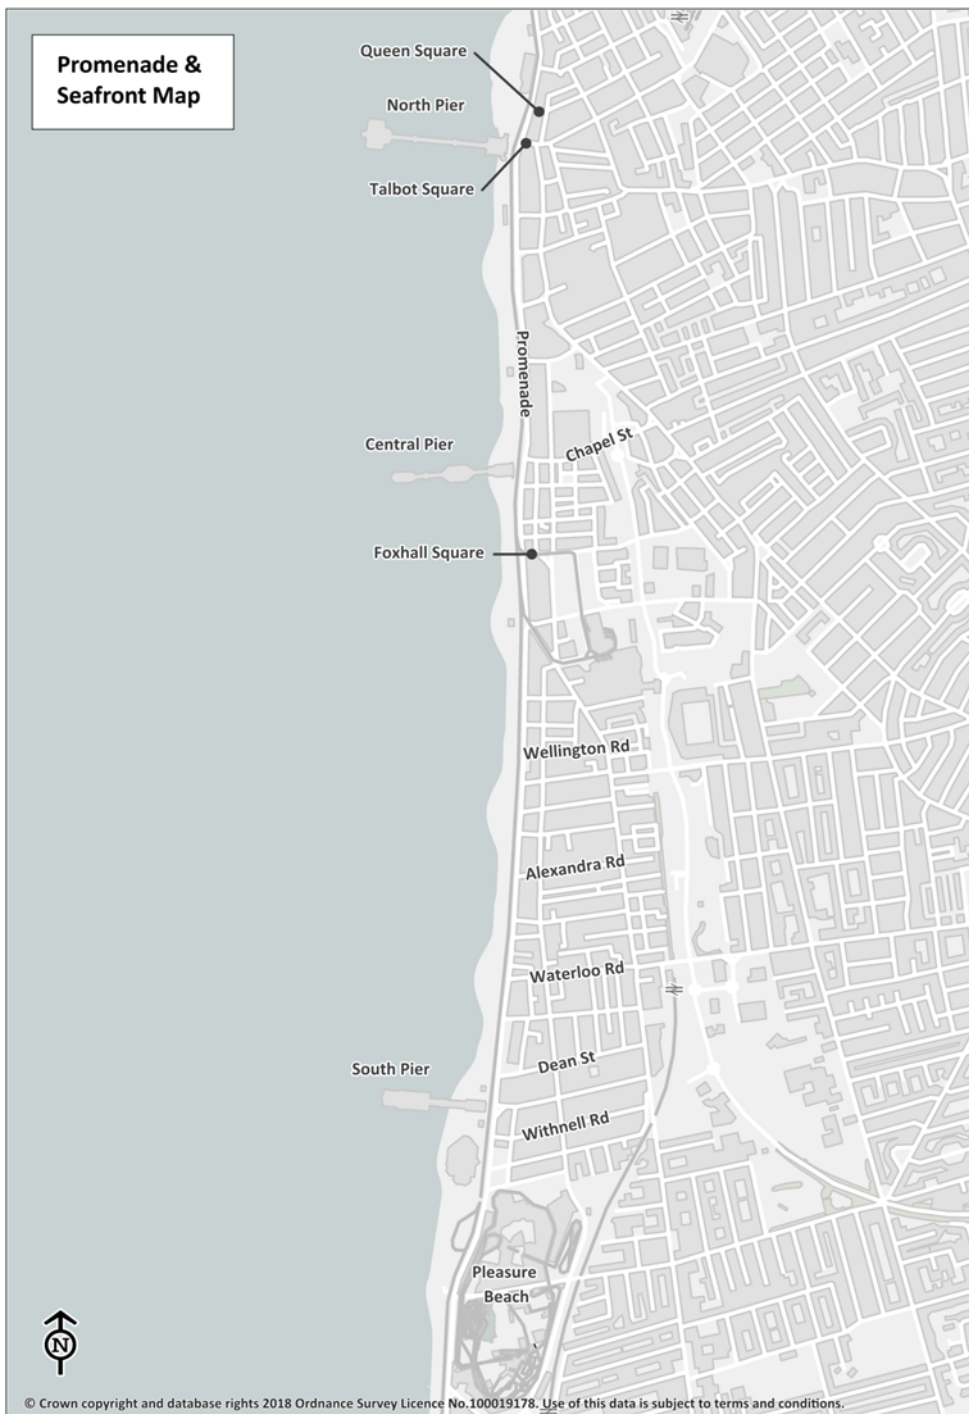 Promenade &
Seafront Map
Queen Square
North Pier
Talbot Square
Promenade
Chapel St
Central Pier
Foxhall Square
Wellington Rd
Alexandra Rd
Waterloo Rd
Dean St
South Pier
Withnell Rd
Pleasure
Beach
N
© Crown copyright and database rights 2018 Ordnance Survey Licence No.100019178. Use of this data is subject to terms and conditions.